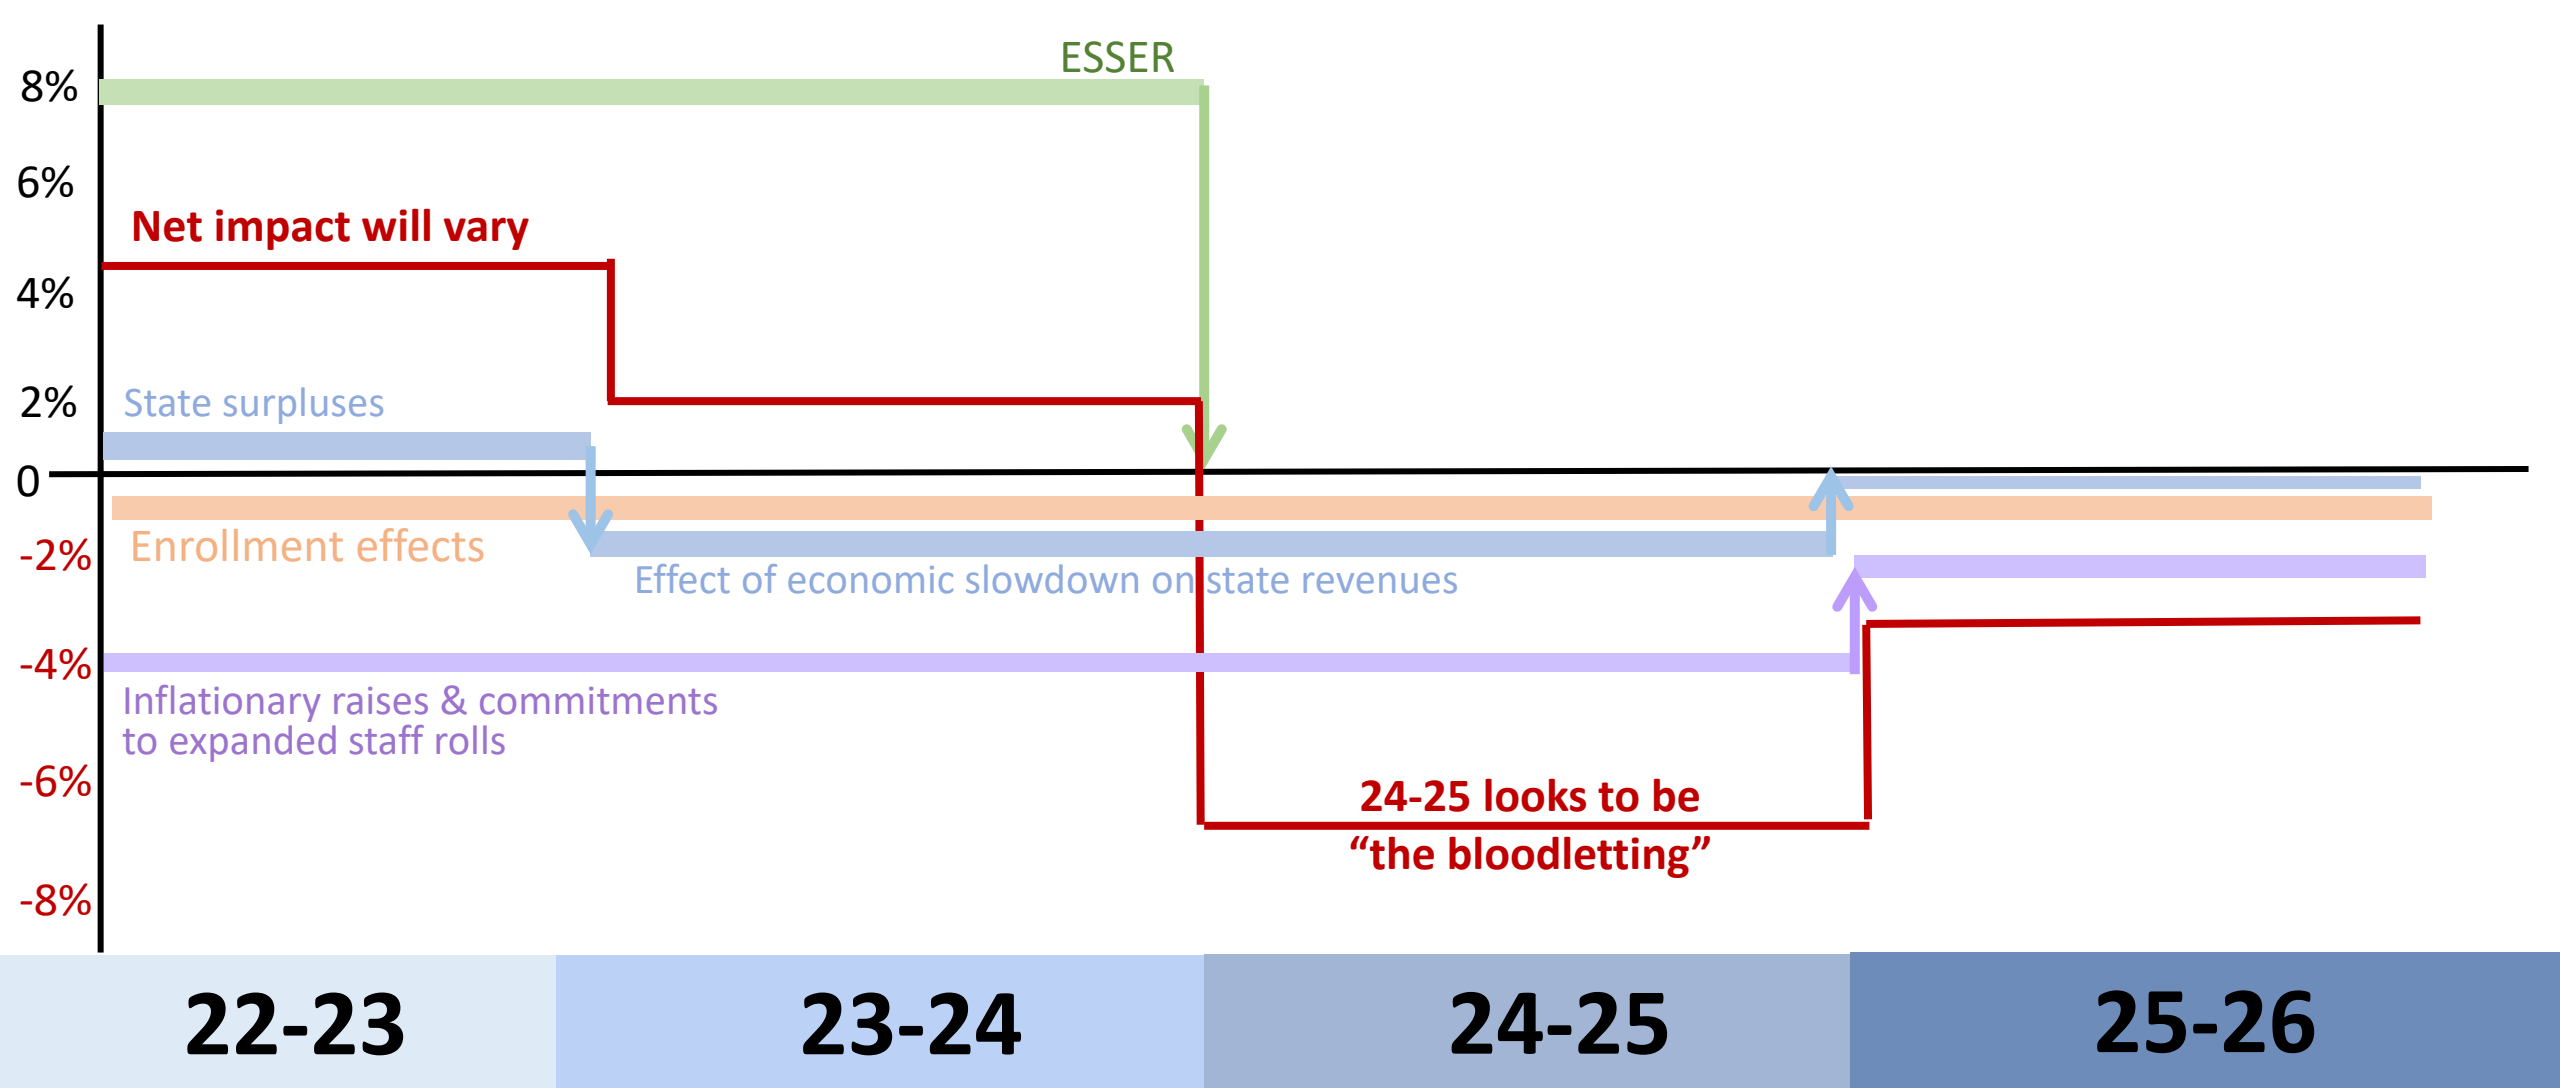 ESSER
8%
6%
Net impact will vary
4%
2%
State surpluses
0
Enrollment effects
-2%
Effect of economic slowdown on state revenues
-4%
Inflationary raises & commitments
to expanded staff rolls
-6%
24-25 looks to be
“the bloodletting”
-8%
22-23
23-24
24-25
25-26